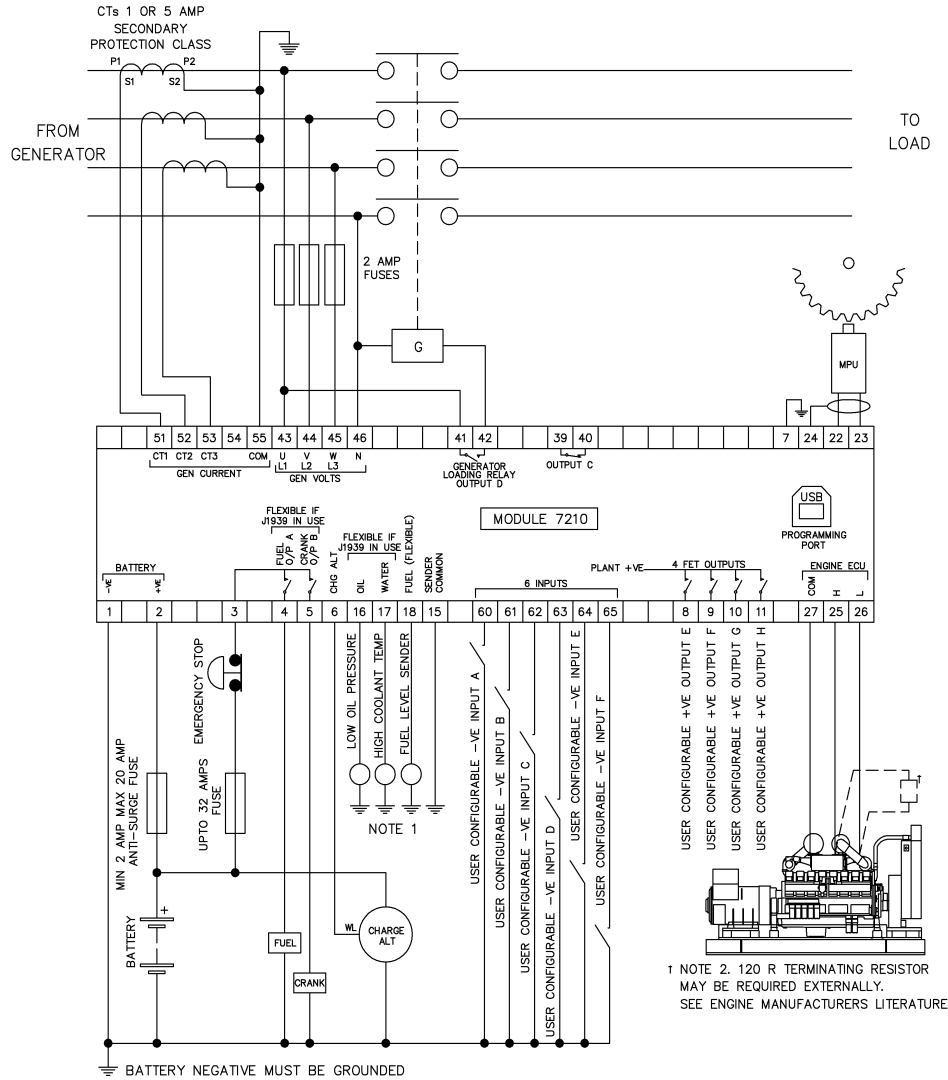 CTs 1 OR 5 AMP
SECONDARY
PROTECTION CLASS
P1
P2
S1
S2
FROM
GENERATOR
TO
LOAD
2 AMP
FUSES
G
MPU
51 52 53 54 55 43 44 45 46 41 42 39 40 7 24 22 23
CT1 CT2 CT3 COM U V W N
L1 L2 L3
GEN CURRENT
GEN VOLTS
GENERATOR
LOADING RELAY
OUTPUT D
OUTPUT C
MODULE 7210
USB
PROGRAMMING
PORT
FLEXIBLE IF
J1939 IN USE
FUEL
O/P A
CRANK
O/P B
CHG ALT
FLEXIBLE IF
J1939 IN USE
OIL
WATER
FUEL (FLEXIBLE)
SENDER
COMMON
BATTERY
-VE
+VE
6 INPUTS
PLANT +VE
4 FET OUTPUTS
ENGINE ECU
COM
H
L
1 2 3 4 5 6 16 17 18 15 60 61 62 63 64 65 8 9 10 11 27 25 26
EMERGENCY STOP
MIN 2 AMP MAX 20 AMP
ANTI-SURGE FUSE
UPTO 32 AMPS
FUSE
LOW OIL PRESSURE
HIGH COOLANT TEMP
FUEL LEVEL SENDER
NOTE 1
USER CONFIGURABLE -VE INPUT A
USER CONFIGURABLE -VE INPUT B
USER CONFIGURABLE -VE INPUT C
USER CONFIGURABLE -VE INPUT D
USER CONFIGURABLE -VE INPUT E
USER CONFIGURABLE -VE INPUT F
USER CONFIGURABLE +VE OUTPUT E
USER CONFIGURABLE +VE OUTPUT F
USER CONFIGURABLE +VE OUTPUT G
USER CONFIGURABLE +VE OUTPUT H
BATTERY
+
FUEL
CRANK
WL
CHARGE
ALT
†
† NOTE 2. 120 R TERMINATING RESISTOR
MAY BE REQUIRED EXTERNALLY.
SEE ENGINE MANUFACTURERS LITERATURE
BATTERY NEGATIVE MUST BE GROUNDED